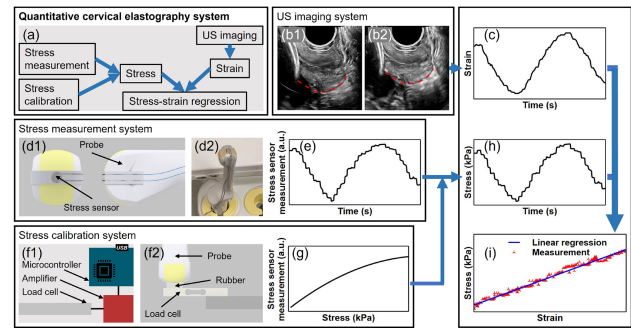 Quantitative cervical elastography system
(a)
US imaging
Stress
measurement
Stress
Strain
Stress
calibration
Stress-strain regression
US imaging system
(b1)
(b2)
(c)
Strain
Time (s)
Stress measurement system
(d1)
Probe
Stress sensor
(d2)
(e)
Stress sensor
measurement (a.u.)
Time (s)
(h)
Stress (kPa)
Time (s)
Stress calibration system
(f1)
USB
Microcontroller
Amplifier
Load cell
(f2)
Probe
Rubber
Load cell
(g)
Stress sensor
measurement (a.u.)
Stress (kPa)
(i)
Linear regression
Measurement
Stress (kPa)
Strain